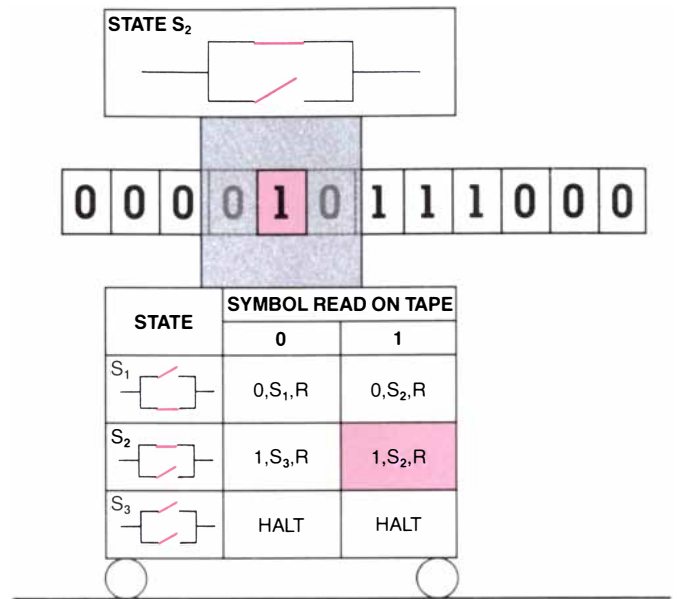 STATE S₂
0 0 0 0 1 0 1 1 1 0 0 0
STATE
SYMBOL READ ON TAPE
0 1
S₁ 0,S₁,R 0,S₂,R
S₂ 1,S₃,R 1,S₂,R
S₃ HALT HALT